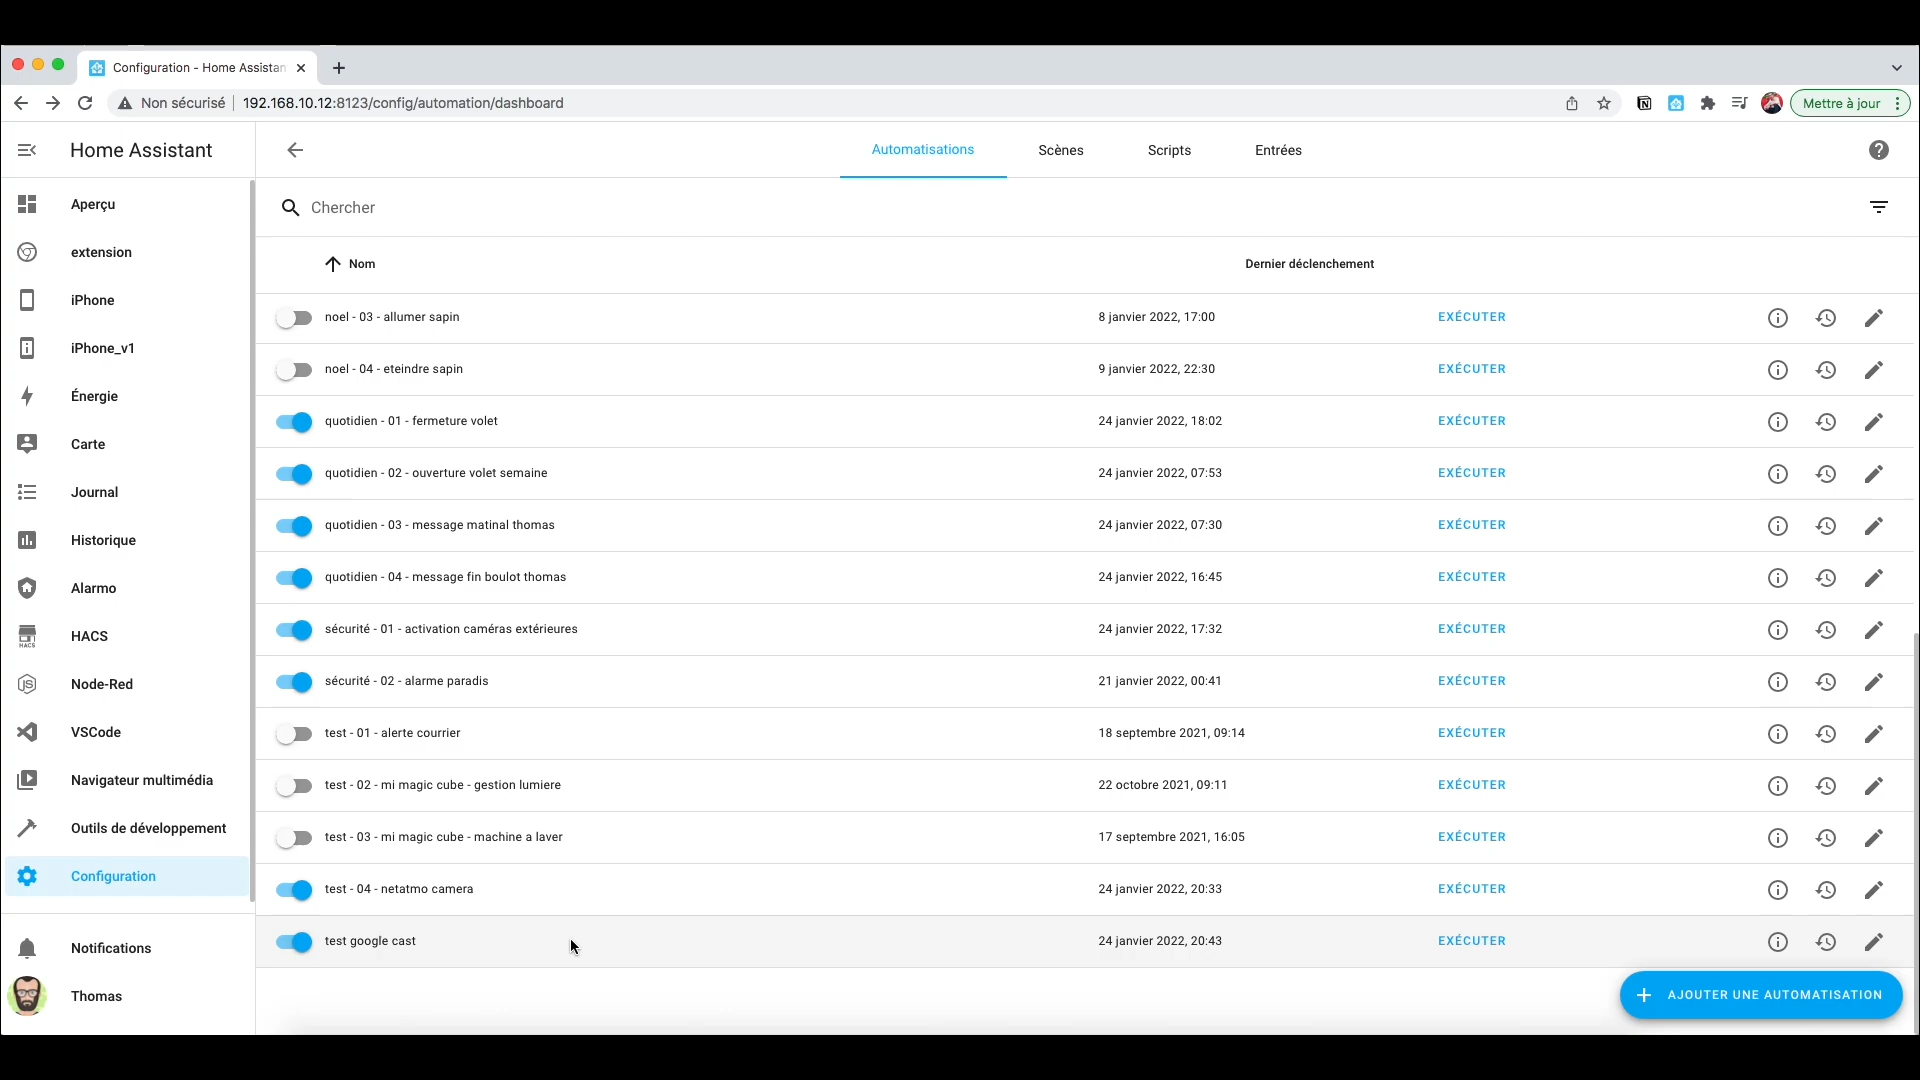 Configuration - Home Assistan
Non sécurisé
192.168.10.12:8123/config/automation/dashboard
Mettre à jour
Home Assistant
Automatisations
Scènes
Scripts
Entrées
Aperçu
extension
iPhone
iPhone_v1
Énergie
Carte
Journal
Historique
Alarmo
HACS
HACS
Node-Red
VSCode
Navigateur multimédia
Outils de développement
Configuration
Notifications
Thomas
Chercher
Nom Dernier déclenchement
noel - 03 - allumer sapin 8 janvier 2022, 17:00 EXÉCUTER
noel - 04 - eteindre sapin 9 janvier 2022, 22:30 EXÉCUTER
quotidien - 01 - fermeture volet 24 janvier 2022, 18:02 EXÉCUTER
quotidien - 02 - ouverture volet semaine 24 janvier 2022, 07:53 EXÉCUTER
quotidien - 03 - message matinal thomas 24 janvier 2022, 07:30 EXÉCUTER
quotidien - 04 - message fin boulot thomas 24 janvier 2022, 16:45 EXÉCUTER
sécurité - 01 - activation caméras extérieures 24 janvier 2022, 17:32 EXÉCUTER
sécurité - 02 - alarme paradis 21 janvier 2022, 00:41 EXÉCUTER
test - 01 - alerte courrier 18 septembre 2021, 09:14 EXÉCUTER
test - 02 - mi magic cube - gestion lumiere 22 octobre 2021, 09:11 EXÉCUTER
test - 03 - mi magic cube - machine a laver 17 septembre 2021, 16:05 EXÉCUTER
test - 04 - netatmo camera 24 janvier 2022, 20:33 EXÉCUTER
test google cast 24 janvier 2022, 20:43 EXÉCUTER
AJOUTER UNE AUTOMATISATION